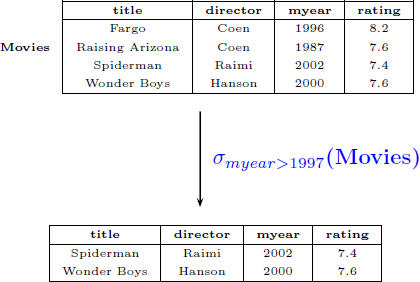 title director myear rating
Fargo Coen 1996 8.2
Movies Raising Arizona Coen 1987 7.6
Spiderman Raimi 2002 7.4
Wonder Boys Hanson 2000 7.6
σmyear>1997(Movies)
title director myear rating
Spiderman Raimi 2002 7.4
Wonder Boys Hanson 2000 7.6